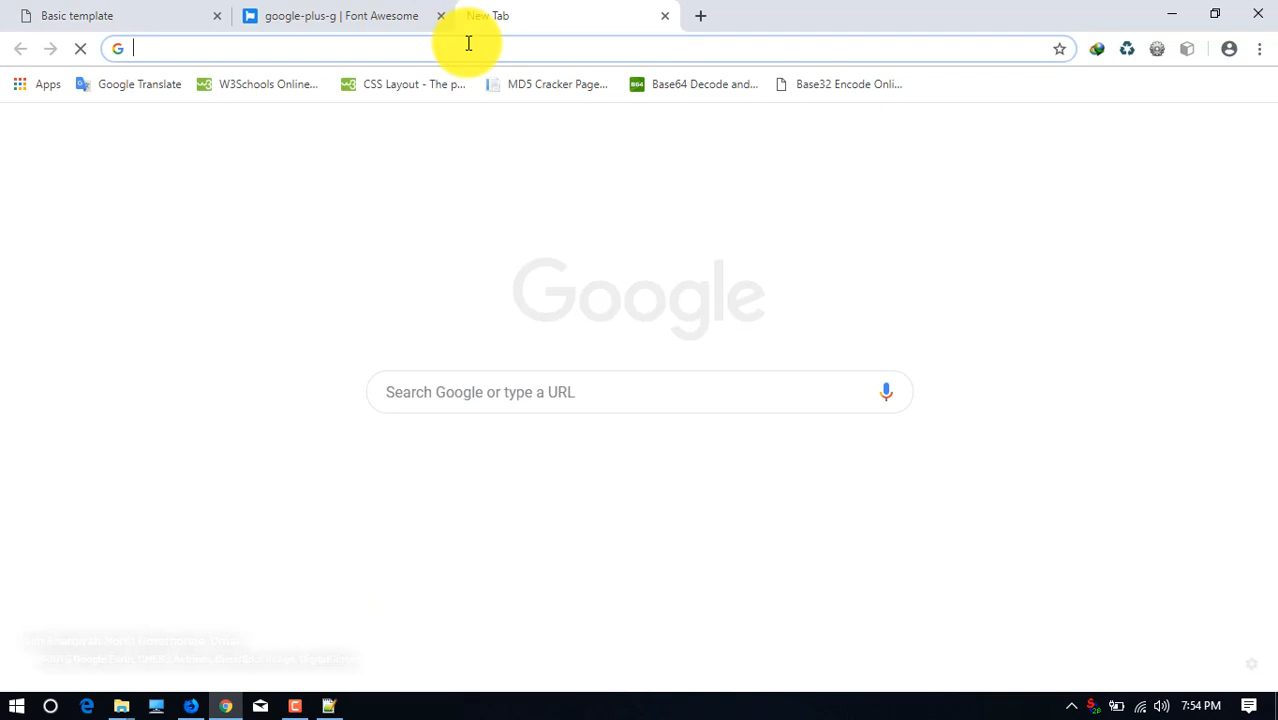 Basic template
google-plus-g | Font Awesome
New Tab
Apps
Google Translate
W3Schools Online...
CSS Layout - The p...
MD5 Cracker Page...
B64
Base64 Decode and...
Base32 Encode Onli...
Google
Search Google or type a URL
7:54 PM